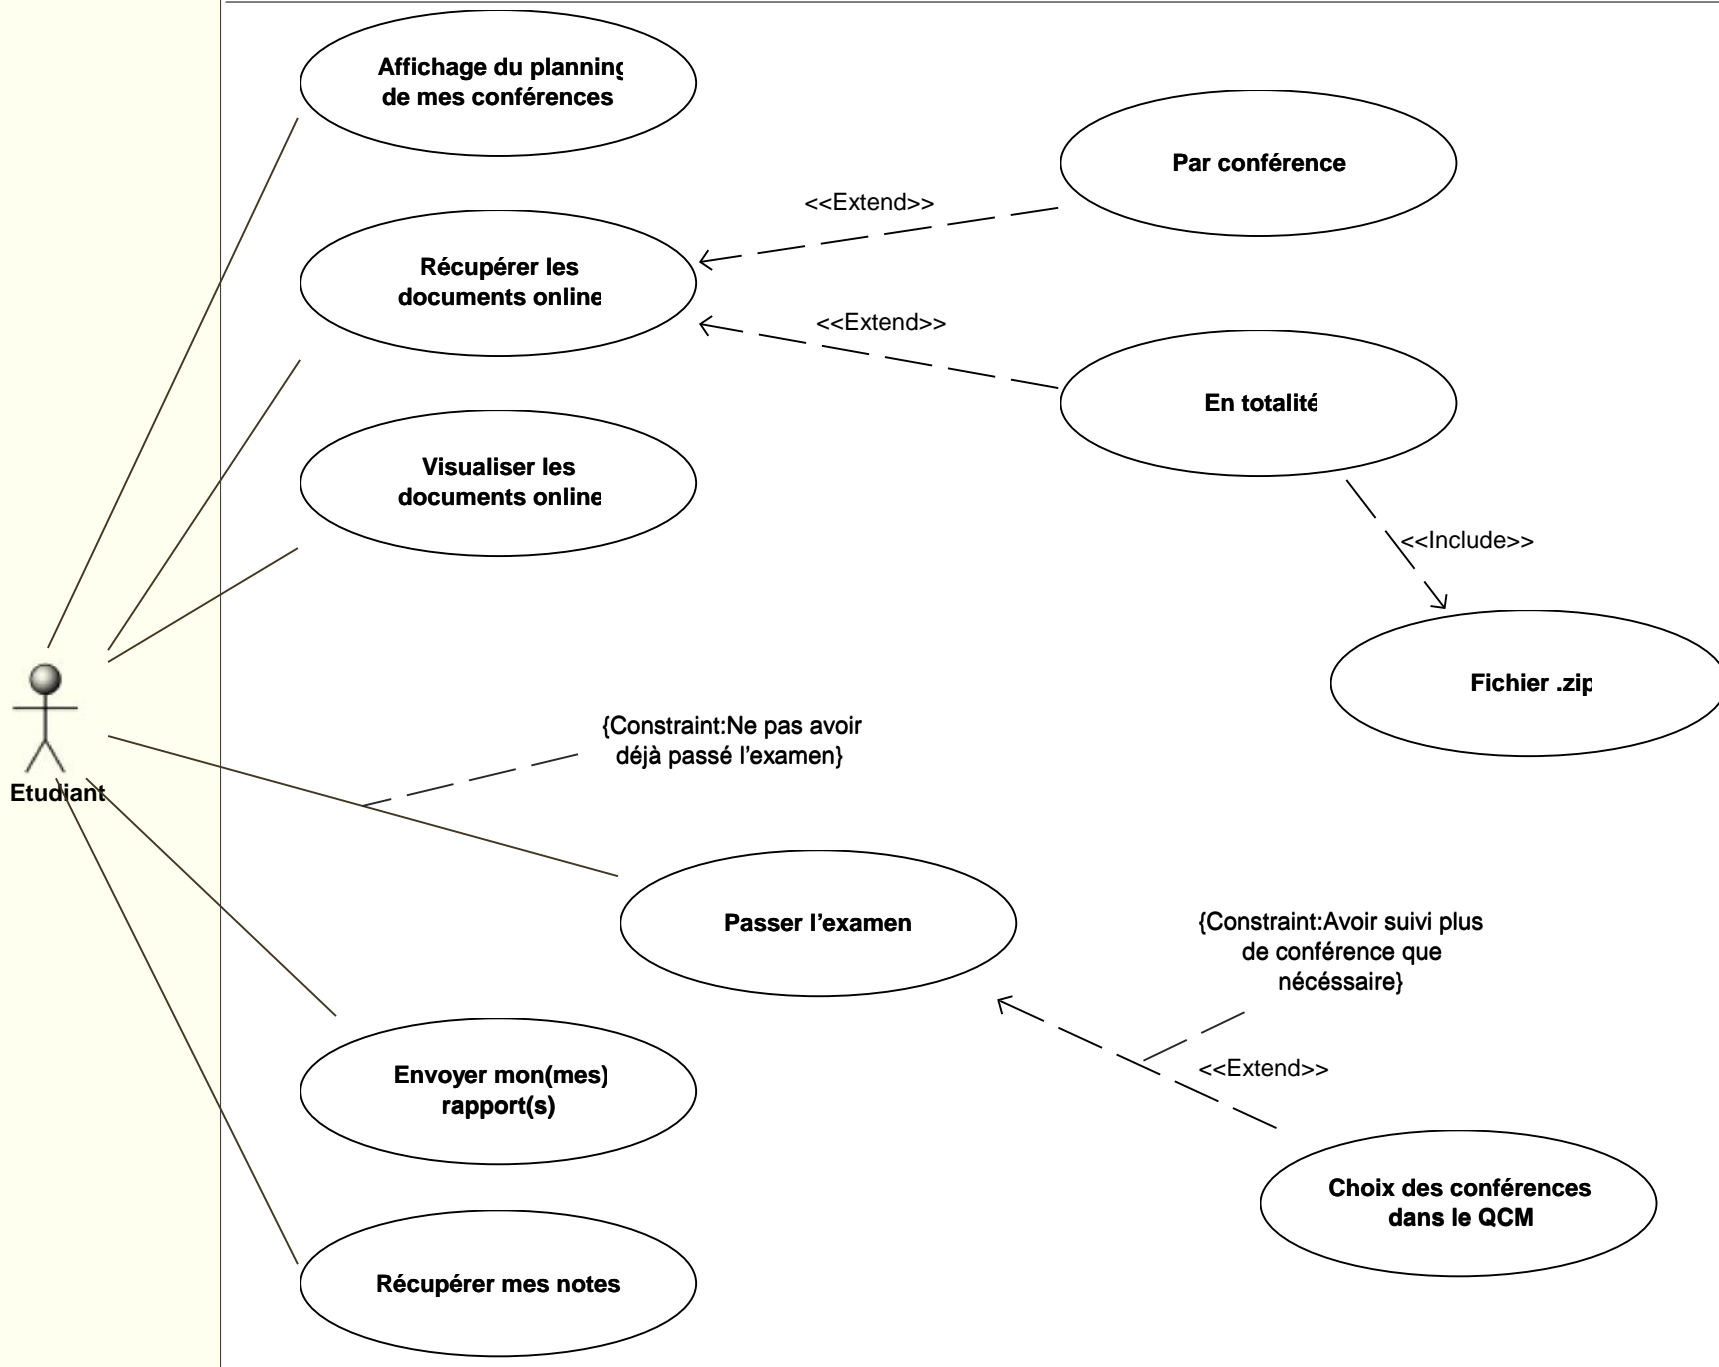 Affichage du planning
de mes conférences
Par conférence
<<Extend>>
Récupérer les
documents online
<<Extend>>
En totalité
Visualiser les
documents online
<<Include>>
Fichier .zip
{Constraint:Ne pas avoir
déjà passé l'examen}
Etudiant
Passer l'examen
{Constraint:Avoir suivi plus
de conférence que
nécéssaire}
<<Extend>>
Envoyer mon(mes)
rapport(s)
Choix des conférences
dans le QCM
Récupérer mes notes